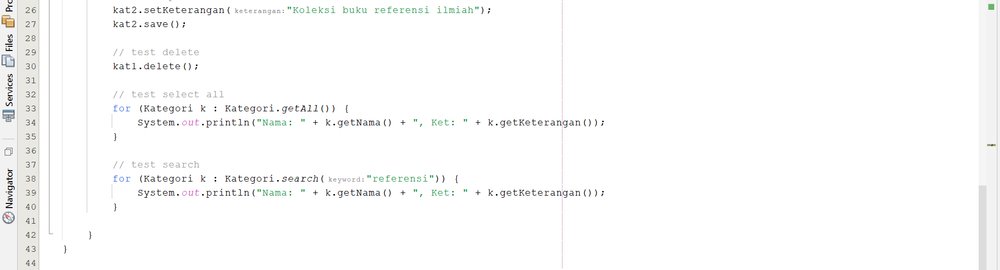 Pro
Files
Services
Navigator
26 kat2.setKeterangan( keterangan: "Koleksi buku referensi ilmiah");
27 kat2.save();
28
29 // test delete
30 kat1.delete();
31
32 // test select all
33 for (Kategori k : Kategori.getAll()) {
34 System.out.println("Nama: " + k.getNama() + ", Ket: " + k.getKeterangan());
35 }
36
37 // test search
38 for (Kategori k : Kategori.search( keyword: "referensi")) {
39 System.out.println("Nama: " + k.getNama() + ", Ket: " + k.getKeterangan());
40 }
41
42 }
43 }
44